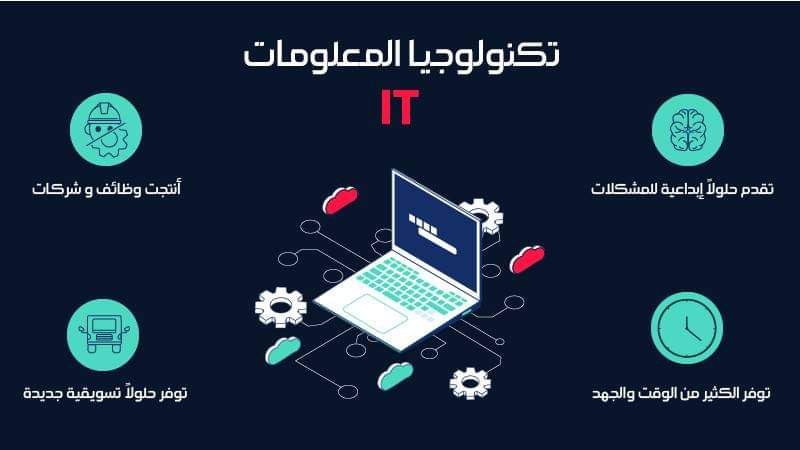 تكنولوجيا المعلومات
IT
تقدم حلولاً إبداعية للمشكلات
أنتجت وظائف و شركات
توفر الكثير من الوقت والجهد
توفر حلولاً تسويقية جديدة